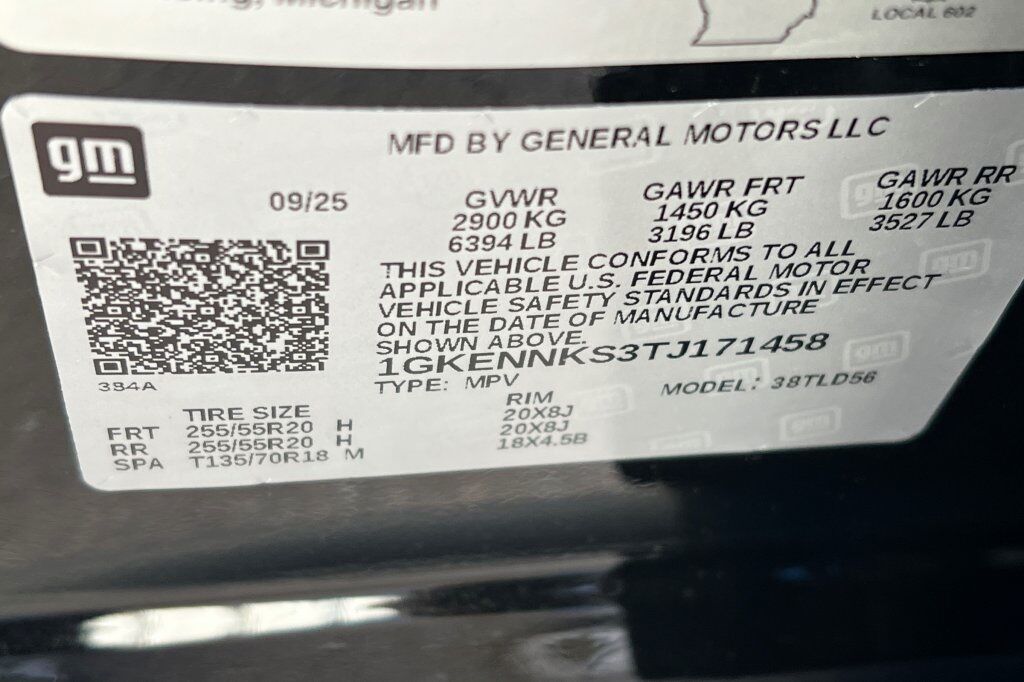 Michigan
LOCAL 602
gm
MFD BY GENERAL MOTORS LLC
09/25
GVWR
2900 KG
6394 LB
GAWR FRT
1450 KG
3196 LB
GAWR RR
1600 KG
3527 LB
THIS VEHICLE CONFORMS TO ALL
APPLICABLE U.S. FEDERAL MOTOR
VEHICLE SAFETY STANDARDS IN EFFECT
ON THE DATE OF MANUFACTURE
SHOWN ABOVE.
1GKENNKS3TJ171458
TYPE: MPV
MODEL: 38TLD56
384A
TIRE SIZE
RIM
FRT 255/55R20 H 20X8J
RR 255/55R20 H 20X8J
SPA T135/70R18 M 18X4.5B